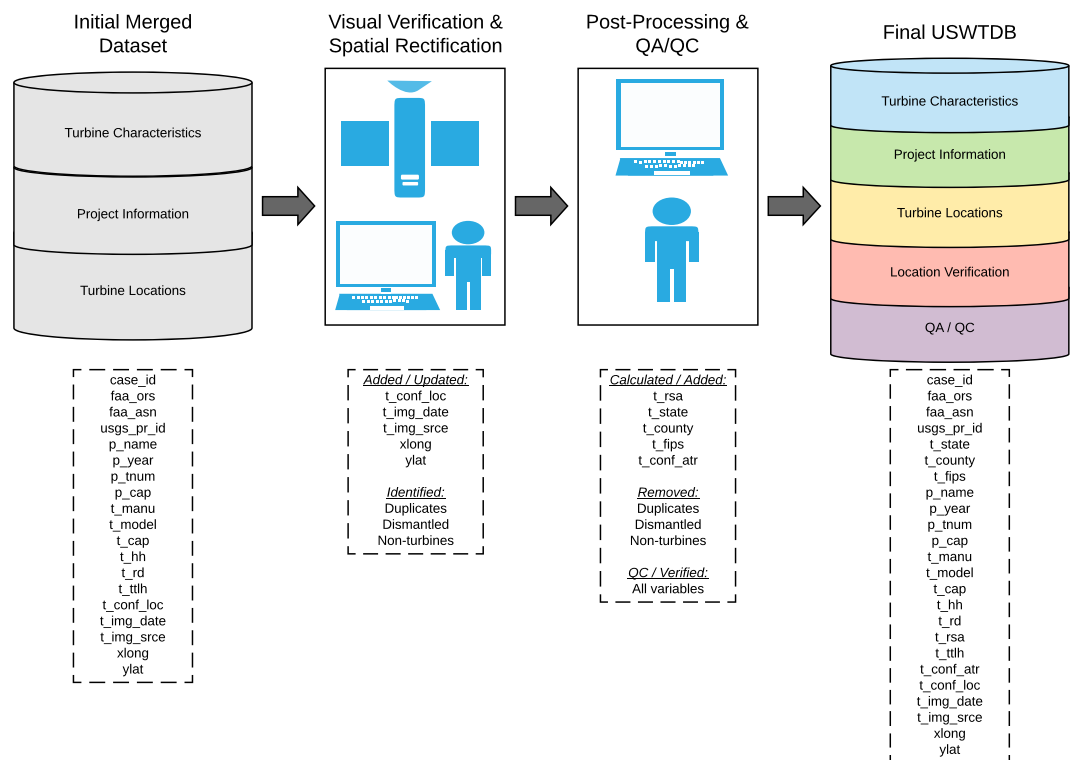 Initial Merged
Dataset
Turbine Characteristics
Project Information
Turbine Locations
case_id
faa_ors
faa_asn
usgs_pr_id
p_name
p_year
p_tnum
p_cap
t_manu
t_model
t_cap
t_hh
t_rd
t_ttlh
t_conf_loc
t_img_date
t_img_srce
xlong
ylat
Visual Verification &
Spatial Rectification
Added / Updated:
t_conf_loc
t_img_date
t_img_srce
xlong
ylat
Identified:
Duplicates
Dismantled
Non-turbines
Post-Processing &
QA/QC
Calculated / Added:
t_rsa
t_state
t_county
t_fips
t_conf_atr
Removed:
Duplicates
Dismantled
Non-turbines
QC / Verified:
All variables
Final USWTDB
Turbine Characteristics
Project Information
Turbine Locations
Location Verification
QA / QC
case_id
faa_ors
faa_asn
usgs_pr_id
t_state
t_county
t_fips
p_name
p_year
p_tnum
p_cap
t_manu
t_model
t_cap
t_hh
t_rd
t_rsa
t_ttlh
t_conf_atr
t_conf_loc
t_img_date
t_img_srce
xlong
ylat